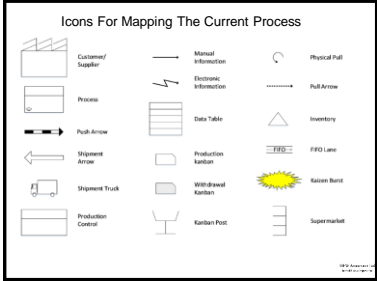 Icons For Mapping The Current Process
Customer/
Supplier
Process
Push Arrow
Shipment
Arrow
Shipment Truck
Production
Control
Manual
Information
Electronic
Information
Data Table
Production
kanban
Withdrawal
Kanban
Kanban Post
Physical Pull
Pull Arrow
Inventory
FIFO
FIFO Lane
Kaizen Burst
Supermarket